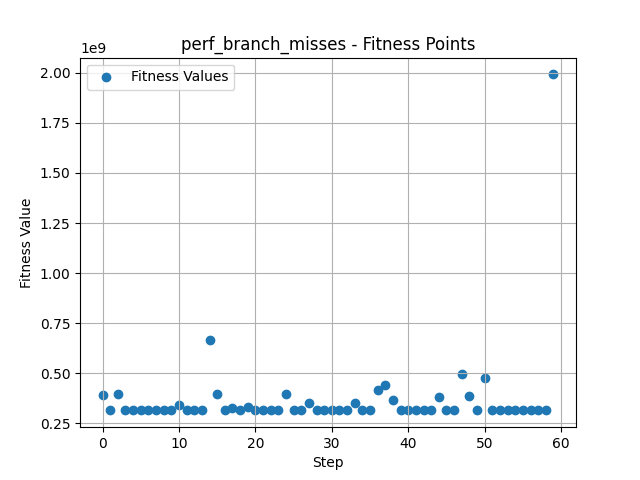 perf_branch_misses - Fitness Points
1e9
Fitness Values
2.00
1.75
1.50
1.25
1.00
0.75
0.50
0.25
Fitness Value
0 10 20 30 40 50 60
Step